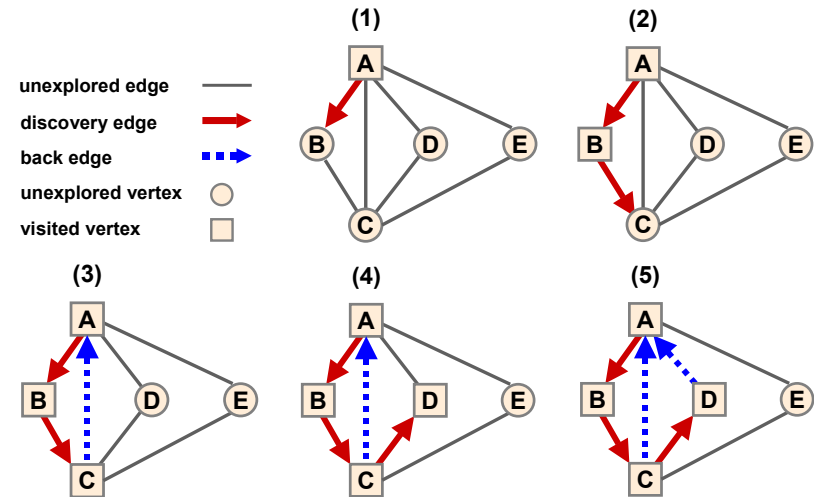 (1)
(2)
A
A
unexplored edge
discovery edge
B
D
E
B
D
E
back edge
unexplored vertex
C
C
visited vertex
(3)
(4)
(5)
A
A
A
B
D
E
B
D
E
B
D
E
C
C
C